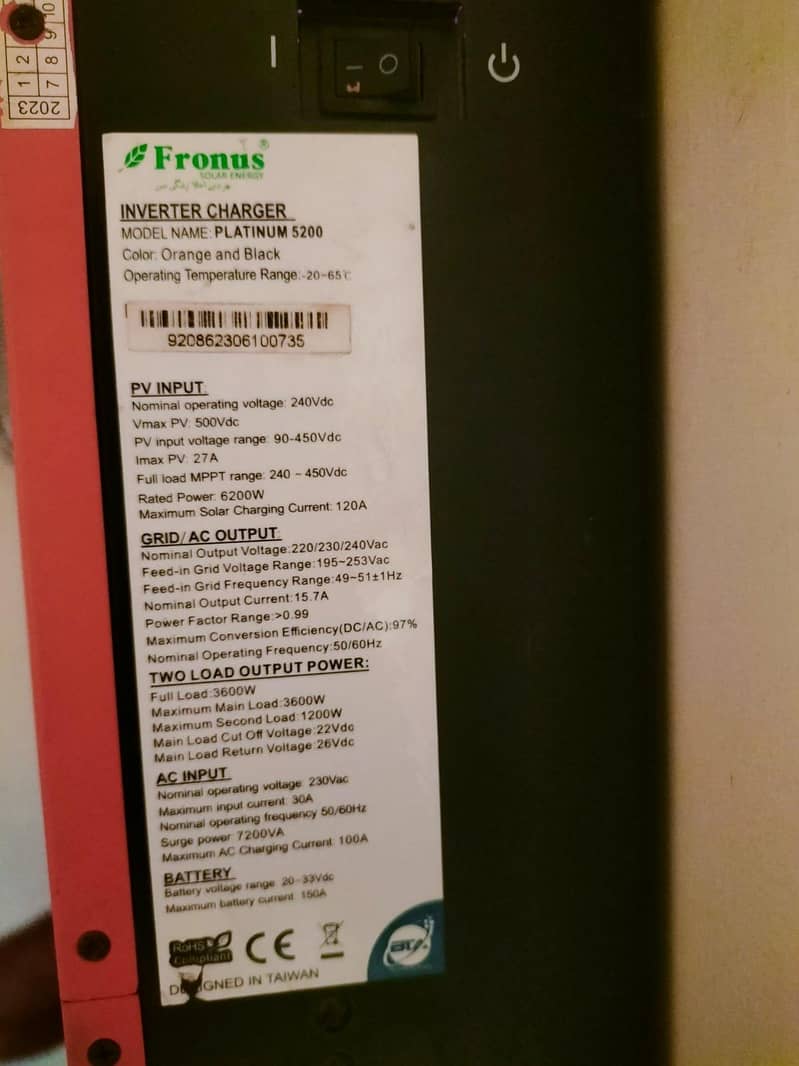 2023
1 2
7 8 9 10
Fronus®
SOLAR ENERGY
INVERTER CHARGER
MODEL NAME: PLATINUM 5200
Color: Orange and Black
Operating Temperature Range:-20~65℃
920862306100735
PV INPUT:
Nominal operating voltage: 240Vdc
Vmax PV: 500Vdc
PV input voltage range: 90-450Vdc
Imax PV: 27A
Full load MPPT range: 240 ~ 450Vdc
Rated Power: 6200W
Maximum Solar Charging Current: 120A
GRID/AC OUTPUT:
Nominal Output Voltage:220/230/240Vac
Feed-in Grid Voltage Range:195~253Vac
Feed-in Grid Frequency Range:49~51±1Hz
Nominal Output Current:15.7A
Power Factor Range:>0.99
Maximum Conversion Efficiency(DC/AC):97%
Nominal Operating Frequency:50/60Hz
TWO LOAD OUTPUT POWER:
Full Load:3600W
Maximum Main Load:3600W
Maximum Second Load:1200W
Main Load Cut Off Voltage:22Vdc
Main Load Return Voltage:26Vdc
AC INPUT:
Nominal operating voltage: 230Vac
Maximum input current: 30A
Nominal operating frequency 50/60Hz
Surge power: 7200VA
Maximum AC Charging Current: 100A
BATTERY
Battery voltage range: 20-33Vdc
Maximum battery current: 150A
RoHS
Compliant
CE
DESIGNED IN TAIWAN